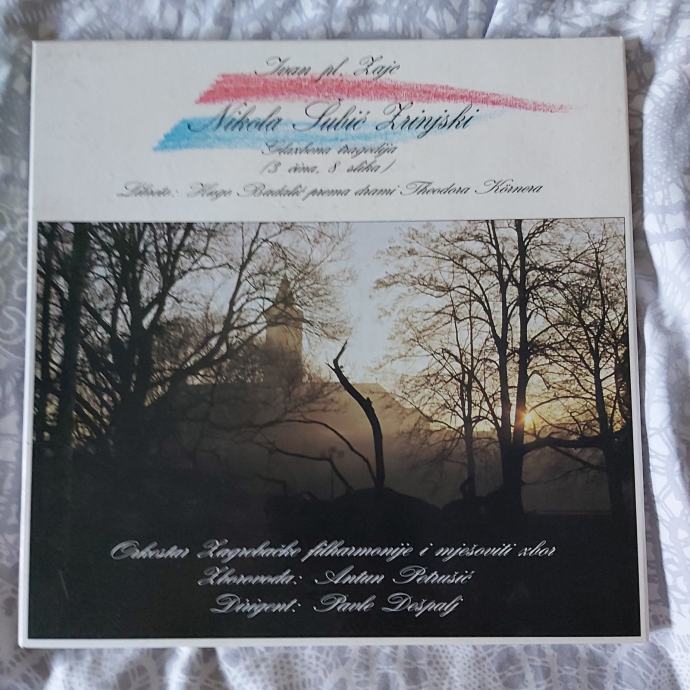 Ivan pl. Zajc
Nikola Šubić Zrinjski
Glazbena tragedija
(3 čina, 8 slika)
Libreto: Hugo Badalić prema drami Theodora Körnera
Orkestar Zagrebačke filharmonije i mješoviti zbor
Zborovođa: Antun Petrušić
Dirigent: Pavle Dešpalj